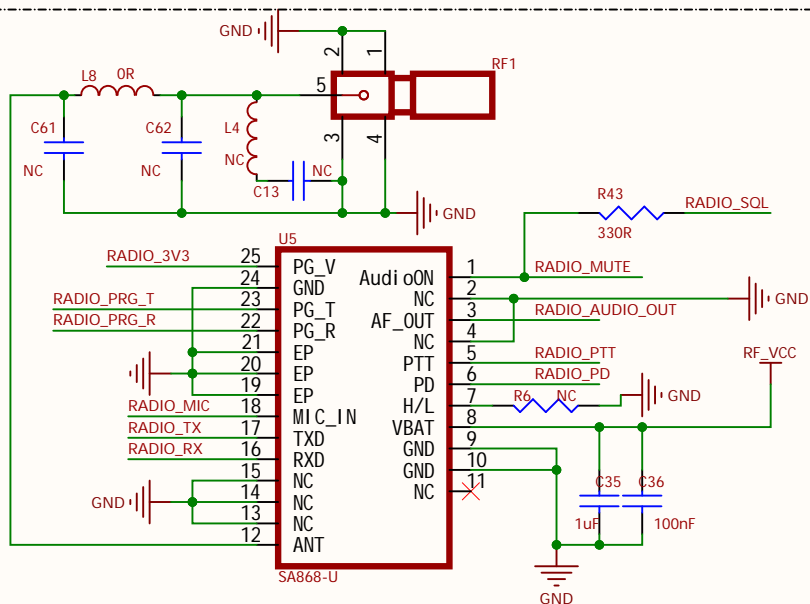 GND
2
1
RF1
L8 0R
5
C61
C62
L4
3
4
NC
NC
NC
NC
C13
GND
R43
RADIO_SQL
330R
U5
RADIO_3V3
25 PG_V
AudioON 1
RADIO_MUTE
24 GND
NC 2
GND
RADIO_PRG_T
23 PG_T
AF_OUT 3
RADIO_AUDIO_OUT
RADIO_PRG_R
22 PG_R
NC 4
21 EP
PTT 5
RADIO_PTT
RF_VCC
20 EP
PD 6
RADIO_PD
19 EP
H/L 7
R6 NC
GND
RADIO_MIC
18 MIC_IN
VBAT 8
RADIO_TX
17 TXD
GND 9
RADIO_RX
16 RXD
GND 10
15 NC
NC 11
C35
C36
GND
14 NC
13 NC
1uF
100nF
12 ANT
SA868-U
GND